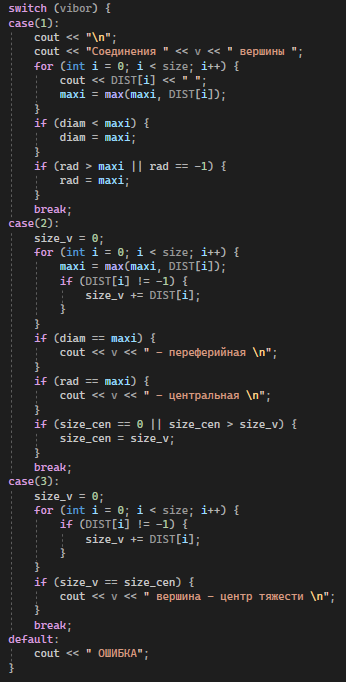 switch (vibor) {
case(1):
    cout << "\n";
    cout << "Соединения " << v << " вершины ";
    for (int i = 0; i < size; i++) {
        cout << DIST[i] << " ";
        maxi = max(maxi, DIST[i]);
    }
    if (diam < maxi) {
        diam = maxi;
    }
    if (rad > maxi || rad == -1) {
        rad = maxi;
    }
    break;
case(2):
    size_v = 0;
    for (int i = 0; i < size; i++) {
        maxi = max(maxi, DIST[i]);
        if (DIST[i] != -1) {
            size_v += DIST[i];
        }
    }
    if (diam == maxi) {
        cout << v << " - переферийная \n";
    }
    if (rad == maxi) {
        cout << v << " - центральная \n";
    }
    if (size_cen == 0 || size_cen > size_v) {
        size_cen = size_v;
    }
    break;
case(3):
    size_v = 0;
    for (int i = 0; i < size; i++) {
        if (DIST[i] != -1) {
            size_v += DIST[i];
        }
    }
    if (size_v == size_cen) {
        cout << v << " вершина - центр тяжести \n";
    }
    break;
default:
    cout << " ОШИБКА";
}